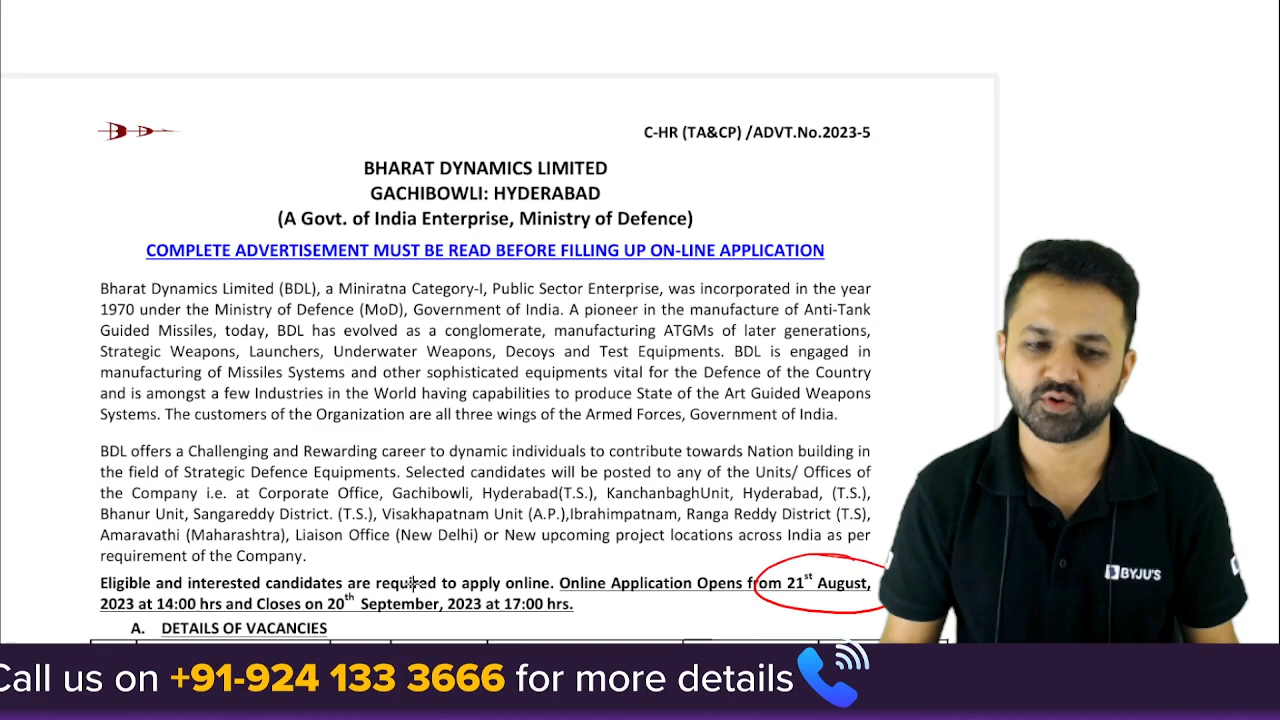 C-HR (TA&CP) /ADVT.No.2023-5
BHARAT DYNAMICS LIMITED
GACHIBOWLI: HYDERABAD
(A Govt. of India Enterprise, Ministry of Defence)
COMPLETE ADVERTISEMENT MUST BE READ BEFORE FILLING UP ON-LINE APPLICATION
Bharat Dynamics Limited (BDL), a Miniratna Category-I, Public Sector Enterprise, was incorporated in the year
1970 under the Ministry of Defence (MoD), Government of India. A pioneer in the manufacture of Anti-Tank
Guided Missiles, today, BDL has evolved as a conglomerate, manufacturing ATGMs of later generations,
Strategic Weapons, Launchers, Underwater Weapons, Decoys and Test Equipments. BDL is engaged in
manufacturing of Missiles Systems and other sophisticated equipments vital for the Defence of the Country
and is amongst a few Industries in the World having capabilities to produce State of the Art Guided Weapons
Systems. The customers of the Organization are all three wings of the Armed Forces, Government of India.
BDL offers a Challenging and Rewarding career to dynamic individuals to contribute towards Nation building in
the field of Strategic Defence Equipments. Selected candidates will be posted to any of the Units/ Offices of
the Company i.e. at Corporate Office, Gachibowli, Hyderabad(T.S.), KanchanbaghUnit, Hyderabad, (T.S.),
Bhanur Unit, Sangareddy District. (T.S.), Visakhapatnam Unit (A.P.),Ibrahimpatnam, Ranga Reddy District (T.S),
Amaravathi (Maharashtra), Liaison Office (New Delhi) or New upcoming project locations across India as per
requirement of the Company.
Eligible and interested candidates are required to apply online. Online Application Opens from 21st August,
2023 at 14:00 hrs and Closes on 20th September, 2023 at 17:00 hrs.
A. DETAILS OF VACANCIES
BYJU'S
Call us on +91-924 133 3666 for more details